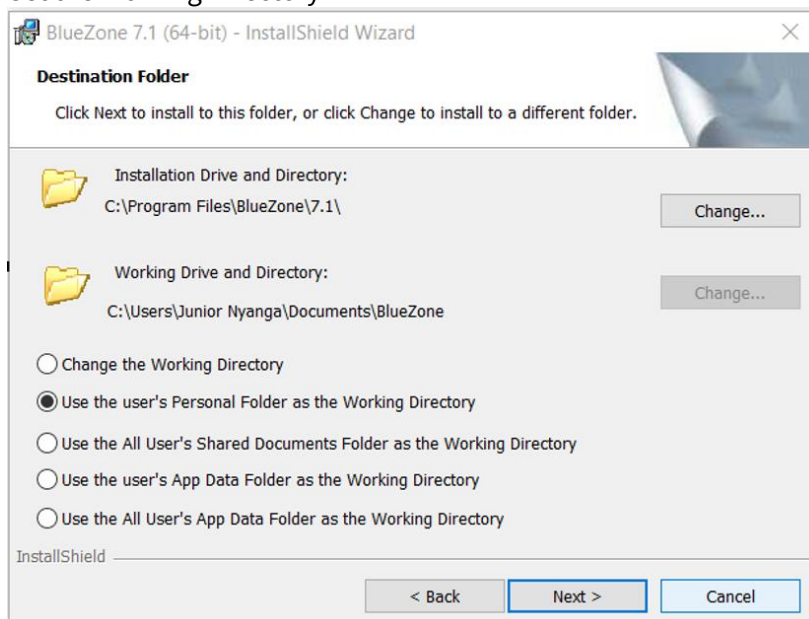 BlueZone 7.1 (64-bit) - InstallShield Wizard
Destination Folder
Click Next to install to this folder, or click Change to install to a different folder.
Installation Drive and Directory:
C:\Program Files\BlueZone\7.1\
Change...
Working Drive and Directory:
C:\Users\Junior Nyanga\Documents\BlueZone
Change...
Change the Working Directory
Use the user's Personal Folder as the Working Directory
Use the All User's Shared Documents Folder as the Working Directory
Use the user's App Data Folder as the Working Directory
Use the All User's App Data Folder as the Working Directory
InstallShield
< Back
Next >
Cancel